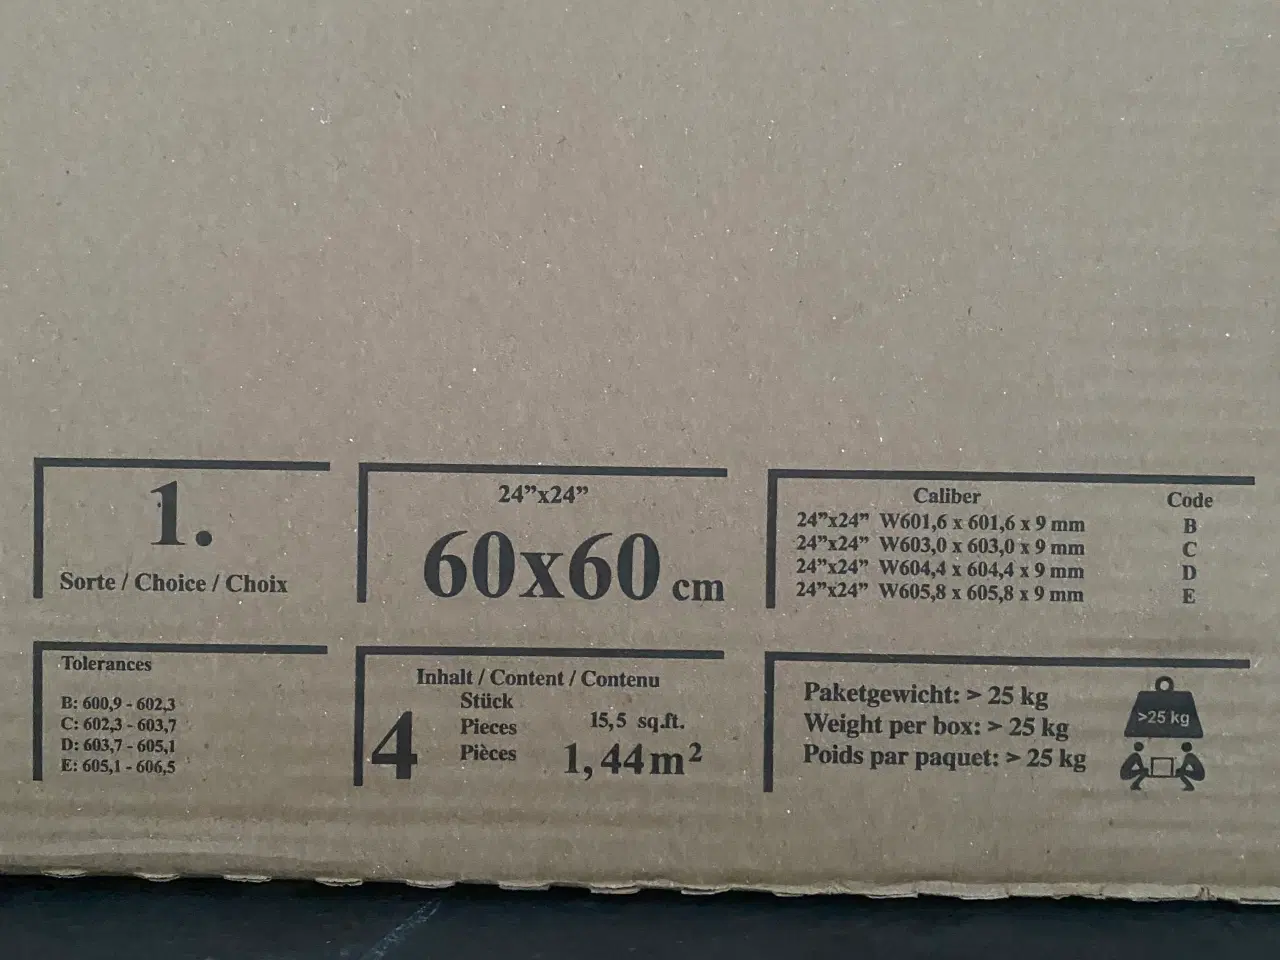 1.
Sorte / Choice / Choix
24”x24”
60x60 cm
Caliber Code
24”x24” W601,6 x 601,6 x 9 mm B
24”x24” W603,0 x 603,0 x 9 mm C
24”x24” W604,4 x 604,4 x 9 mm D
24”x24” W605,8 x 605,8 x 9 mm E
Tolerances
B: 600,9 - 602,3
C: 602,3 - 603,7
D: 603,7 - 605,1
E: 605,1 - 606,5
Inhalt / Content / Contenu
4
Stück
Pieces
Pièces
15,5 sq.ft.
1,44 m²
Paketgewicht: > 25 kg
Weight per box: > 25 kg
Poids par paquet: > 25 kg
>25 kg